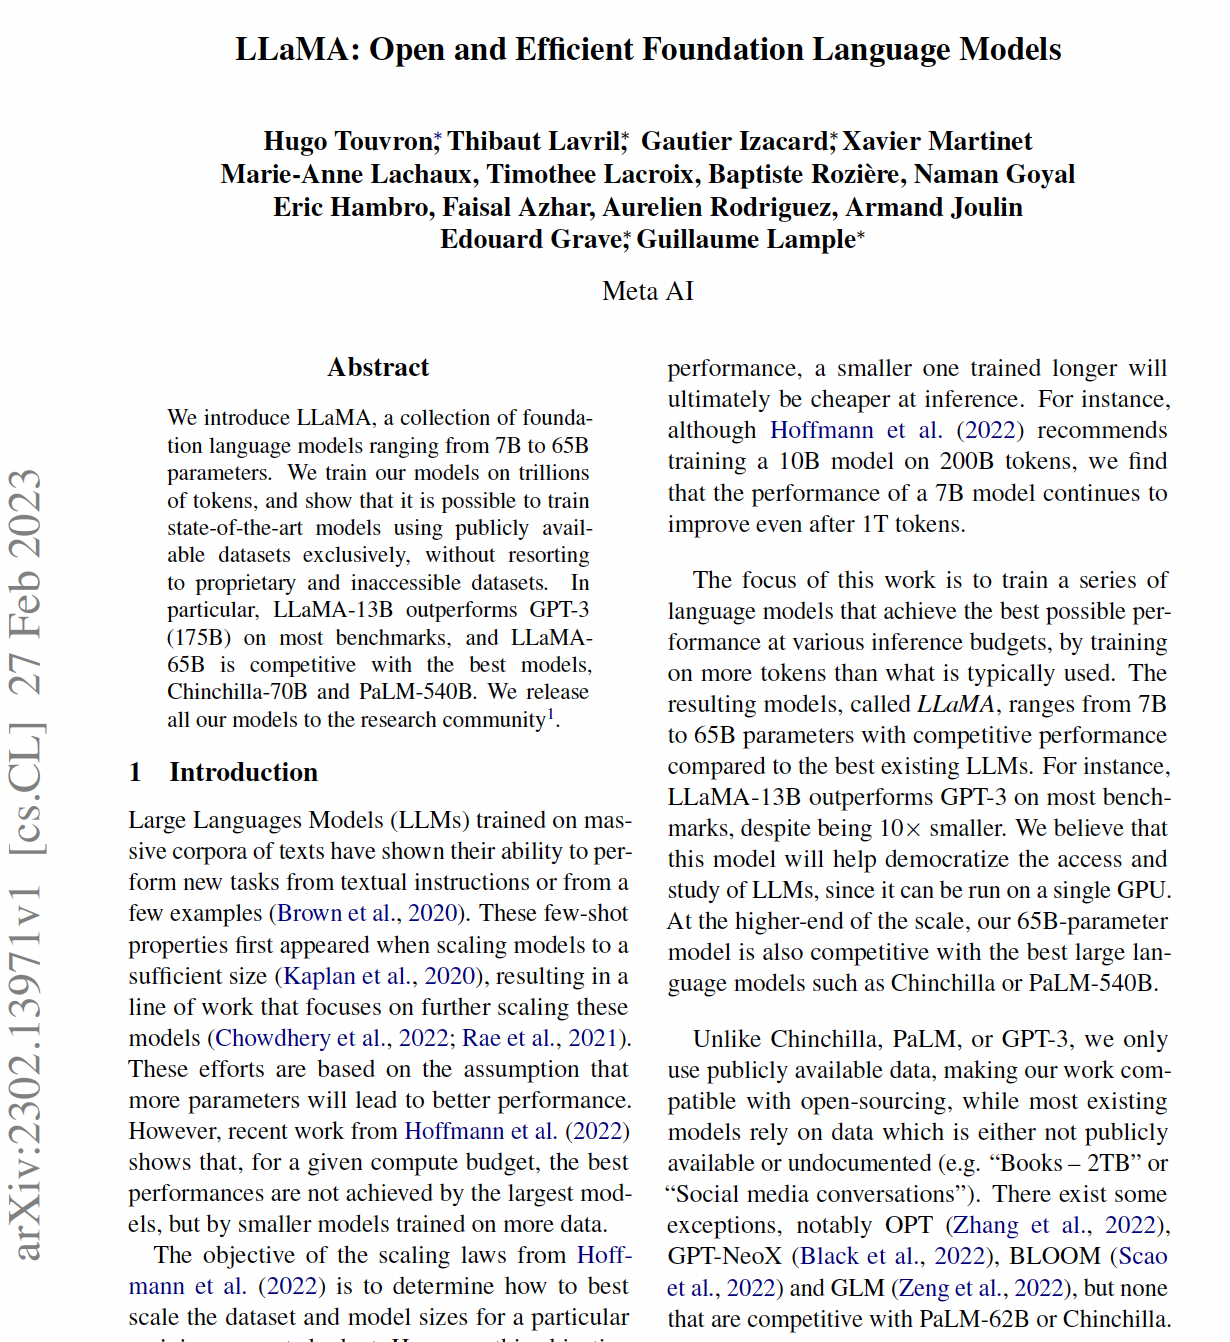 LLaMA: Open and Efficient Foundation Language Models
Hugo Touvron*, Thibaut Lavril*, Gautier Izacard*, Xavier Martinet
Marie-Anne Lachaux, Timothee Lacroix, Baptiste Rozière, Naman Goyal
Eric Hambro, Faisal Azhar, Aurelien Rodriguez, Armand Joulin
Edouard Grave*, Guillaume Lample*
Meta AI
arXiv:2302.13971v1 [cs.CL] 27 Feb 2023
Abstract
We introduce LLaMA, a collection of founda-
tion language models ranging from 7B to 65B
parameters. We train our models on trillions
of tokens, and show that it is possible to train
state-of-the-art models using publicly avail-
able datasets exclusively, without resorting
to proprietary and inaccessible datasets. In
particular, LLaMA-13B outperforms GPT-3
(175B) on most benchmarks, and LLaMA-
65B is competitive with the best models,
Chinchilla-70B and PaLM-540B. We release
all our models to the research community1.
1 Introduction
Large Languages Models (LLMs) trained on mas-
sive corpora of texts have shown their ability to per-
form new tasks from textual instructions or from a
few examples (Brown et al., 2020). These few-shot
properties first appeared when scaling models to a
sufficient size (Kaplan et al., 2020), resulting in a
line of work that focuses on further scaling these
models (Chowdhery et al., 2022; Rae et al., 2021).
These efforts are based on the assumption that
more parameters will lead to better performance.
However, recent work from Hoffmann et al. (2022)
shows that, for a given compute budget, the best
performances are not achieved by the largest mod-
els, but by smaller models trained on more data.
The objective of the scaling laws from Hoff-
mann et al. (2022) is to determine how to best
scale the dataset and model sizes for a particular
performance, a smaller one trained longer will
ultimately be cheaper at inference. For instance,
although Hoffmann et al. (2022) recommends
training a 10B model on 200B tokens, we find
that the performance of a 7B model continues to
improve even after 1T tokens.
The focus of this work is to train a series of
language models that achieve the best possible per-
formance at various inference budgets, by training
on more tokens than what is typically used. The
resulting models, called LLaMA, ranges from 7B
to 65B parameters with competitive performance
compared to the best existing LLMs. For instance,
LLaMA-13B outperforms GPT-3 on most bench-
marks, despite being 10× smaller. We believe that
this model will help democratize the access and
study of LLMs, since it can be run on a single GPU.
At the higher-end of the scale, our 65B-parameter
model is also competitive with the best large lan-
guage models such as Chinchilla or PaLM-540B.
Unlike Chinchilla, PaLM, or GPT-3, we only
use publicly available data, making our work com-
patible with open-sourcing, while most existing
models rely on data which is either not publicly
available or undocumented (e.g. “Books – 2TB” or
“Social media conversations”). There exist some
exceptions, notably OPT (Zhang et al., 2022),
GPT-NeoX (Black et al., 2022), BLOOM (Scao
et al., 2022) and GLM (Zeng et al., 2022), but none
that are competitive with PaLM-62B or Chinchilla.